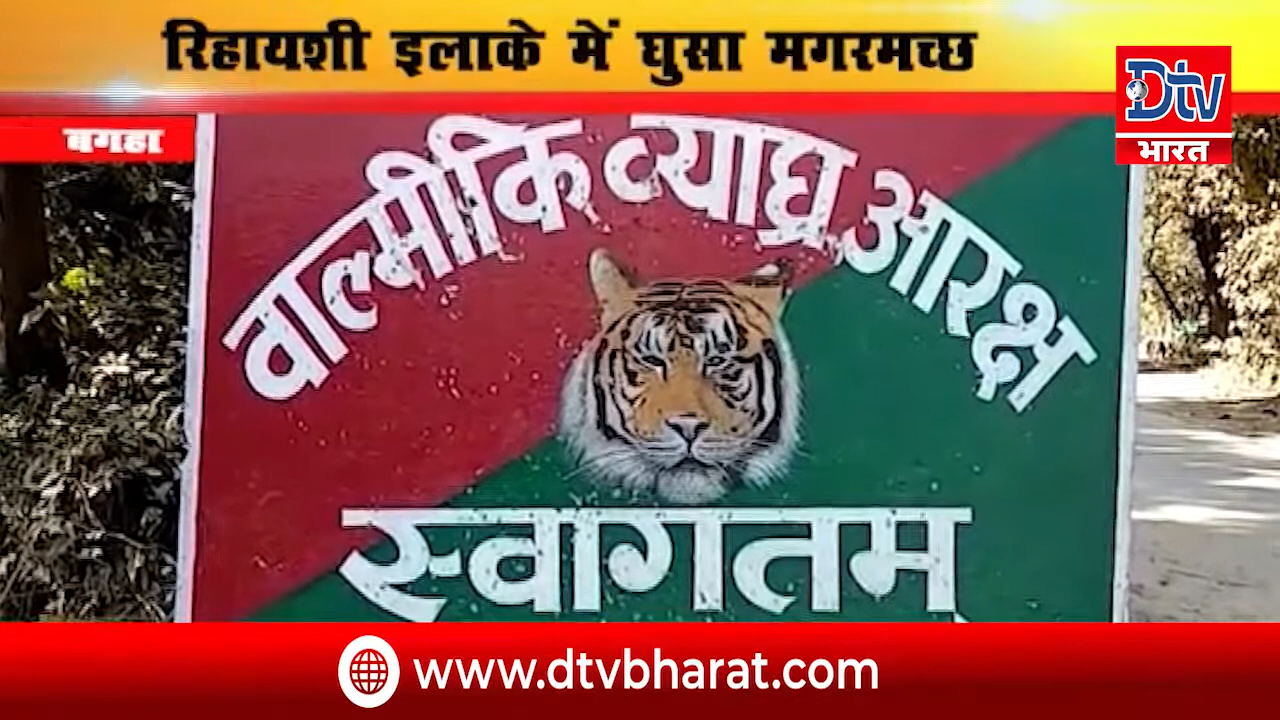 रिहायशी इलाके में घुसा मगरमच्छ
Dtv
भारत
बगहा
वाल्मीकि व्याघ्र आरक्ष
स्वागतम्
www.dtvbharat.com